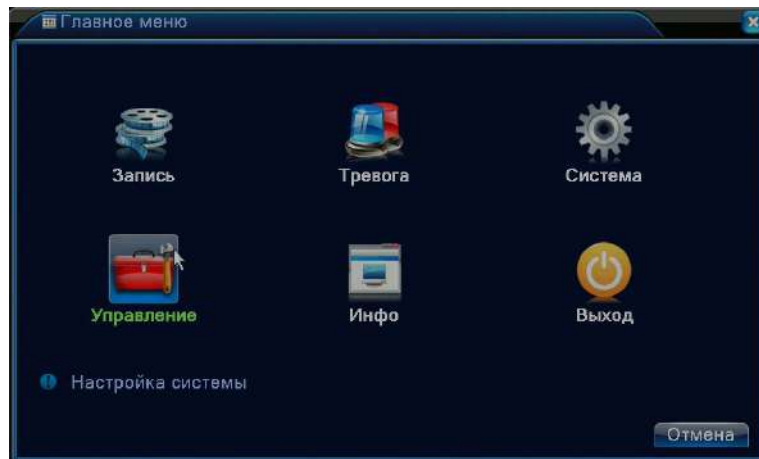 Главное меню
Запись Тревога Система
Управление Инфо Выход
Настройка системы
Отмена